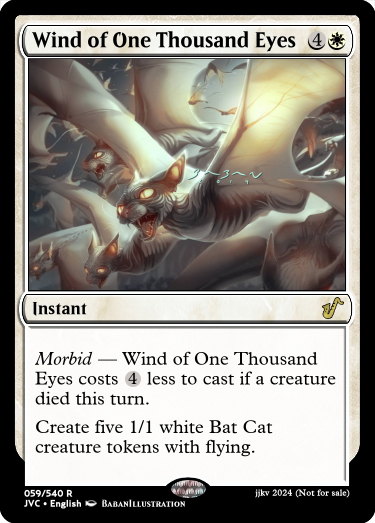 Wind of One Thousand Eyes 4
Instant
Morbid — Wind of One Thousand
Eyes costs 4 less to cast if a creature
died this turn.
Create five 1/1 white Bat Cat
creature tokens with flying.
059/540 R
JVC • English BabanIllustration
jjkv 2024 (Not for sale)